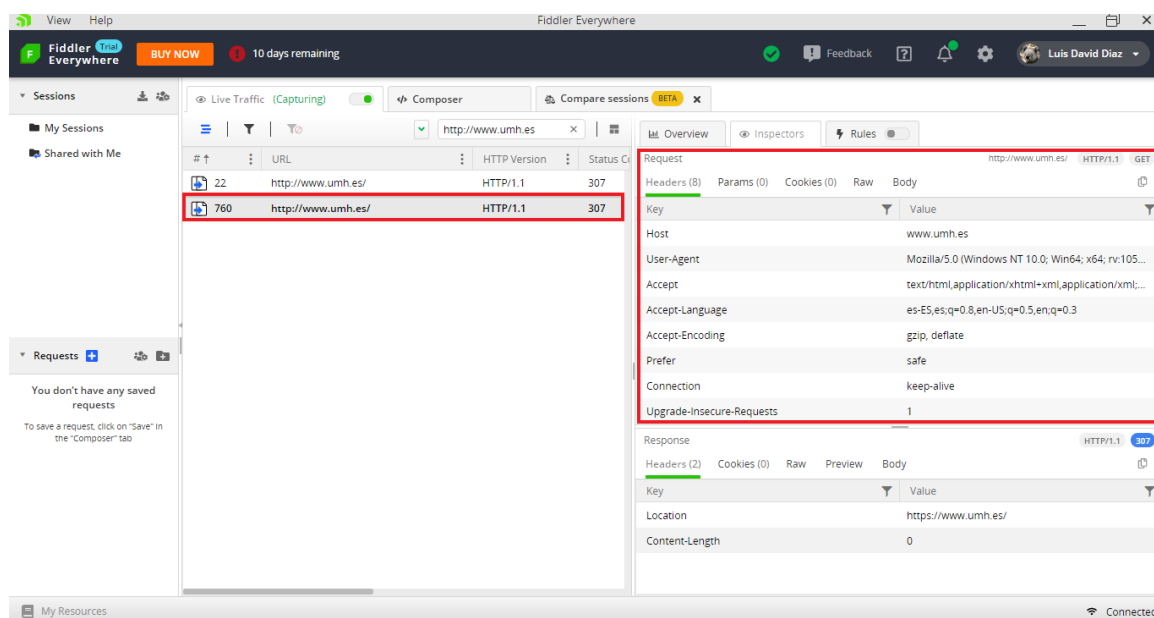 View Help Fiddler Everywhere
Fiddler Trial
Everywhere
BUY NOW
10 days remaining
Feedback
Luis David Diaz
Sessions
My Sessions
Shared with Me
Requests
You don't have any saved
requests
To save a request, click on "Save" in
the "Composer" tab
Live Traffic (Capturing)
Composer
Compare sessions BETA
http://www.umh.es
# URL HTTP Version
22 http://www.umh.es/ HTTP/1.1 307
760 http://www.umh.es/ HTTP/1.1 307
Overview
Inspectors
Rules
Request http://www.umh.es/ HTTP/1.1 GET
Headers (8) Params (0) Cookies (0) Raw Body
Key Value
Host www.umh.es
User-Agent Mozilla/5.0 (Windows NT 10.0; Win64; x64; rv:105...
Accept text/html,application/xhtml+xml,application/xml;...
Accept-Language es-ES,es;q=0.8,en-US;q=0.5,en;q=0.3
Accept-Encoding gzip, deflate
Prefer safe
Connection keep-alive
Upgrade-Insecure-Requests 1
Response HTTP/1.1 307
Headers (2) Cookies (0) Raw Preview Body
Key Value
Location https://www.umh.es/
Content-Length 0
My Resources
Connected